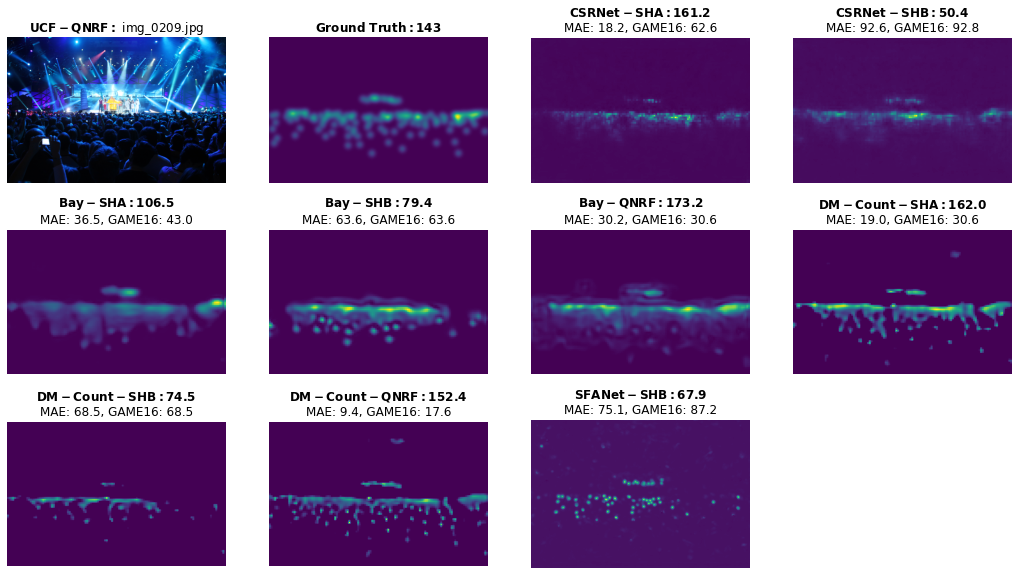 UCF-QNRF: img_0209.jpg
Ground Truth: 143
CSRNet-SHA: 161.2
MAE: 18.2, GAME16: 62.6
CSRNet-SHB: 50.4
MAE: 92.6, GAME16: 92.8
Bay-SHA: 106.5
MAE: 36.5, GAME16: 43.0
Bay-SHB: 79.4
MAE: 63.6, GAME16: 63.6
Bay-QNRF: 173.2
MAE: 30.2, GAME16: 30.6
DM-Count-SHA: 162.0
MAE: 19.0, GAME16: 30.6
DM-Count-SHB: 74.5
MAE: 68.5, GAME16: 68.5
DM-Count-QNRF: 152.4
MAE: 9.4, GAME16: 17.6
SFANet-SHB: 67.9
MAE: 75.1, GAME16: 87.2